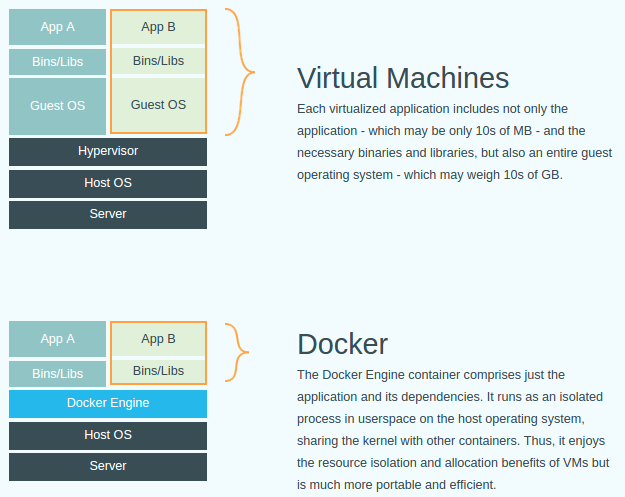 App A
App B
Bins/Libs
Bins/Libs
Guest OS
Guest OS
Hypervisor
Host OS
Server
Virtual Machines
Each virtualized application includes not only the
application - which may be only 10s of MB - and the
necessary binaries and libraries, but also an entire guest
operating system - which may weigh 10s of GB.
App A
App B
Bins/Libs
Bins/Libs
Docker Engine
Host OS
Server
Docker
The Docker Engine container comprises just the
application and its dependencies. It runs as an isolated
process in userspace on the host operating system,
sharing the kernel with other containers. Thus, it enjoys
the resource isolation and allocation benefits of VMs but
is much more portable and efficient.